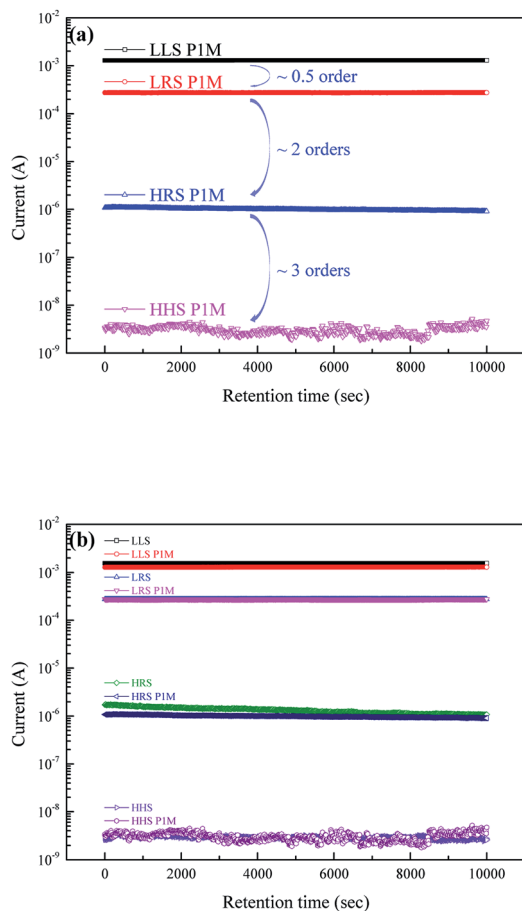 (a)
10^-2
LLS P1M
10^-3
~ 0.5 order
LRS P1M
10^-4
~ 2 orders
10^-5
HRS P1M
10^-6
~ 3 orders
10^-7
HHS P1M
10^-8
10^-9
Current (A)
0 2000 4000 6000 8000 10000
Retention time (sec)
(b)
10^-2
LLS
LLS P1M
10^-3
LRS
LRS P1M
10^-4
10^-5
HRS
HRS P1M
10^-6
10^-7
10^-8
HHS
HHS P1M
10^-9
Current (A)
0 2000 4000 6000 8000 10000
Retention time (sec)